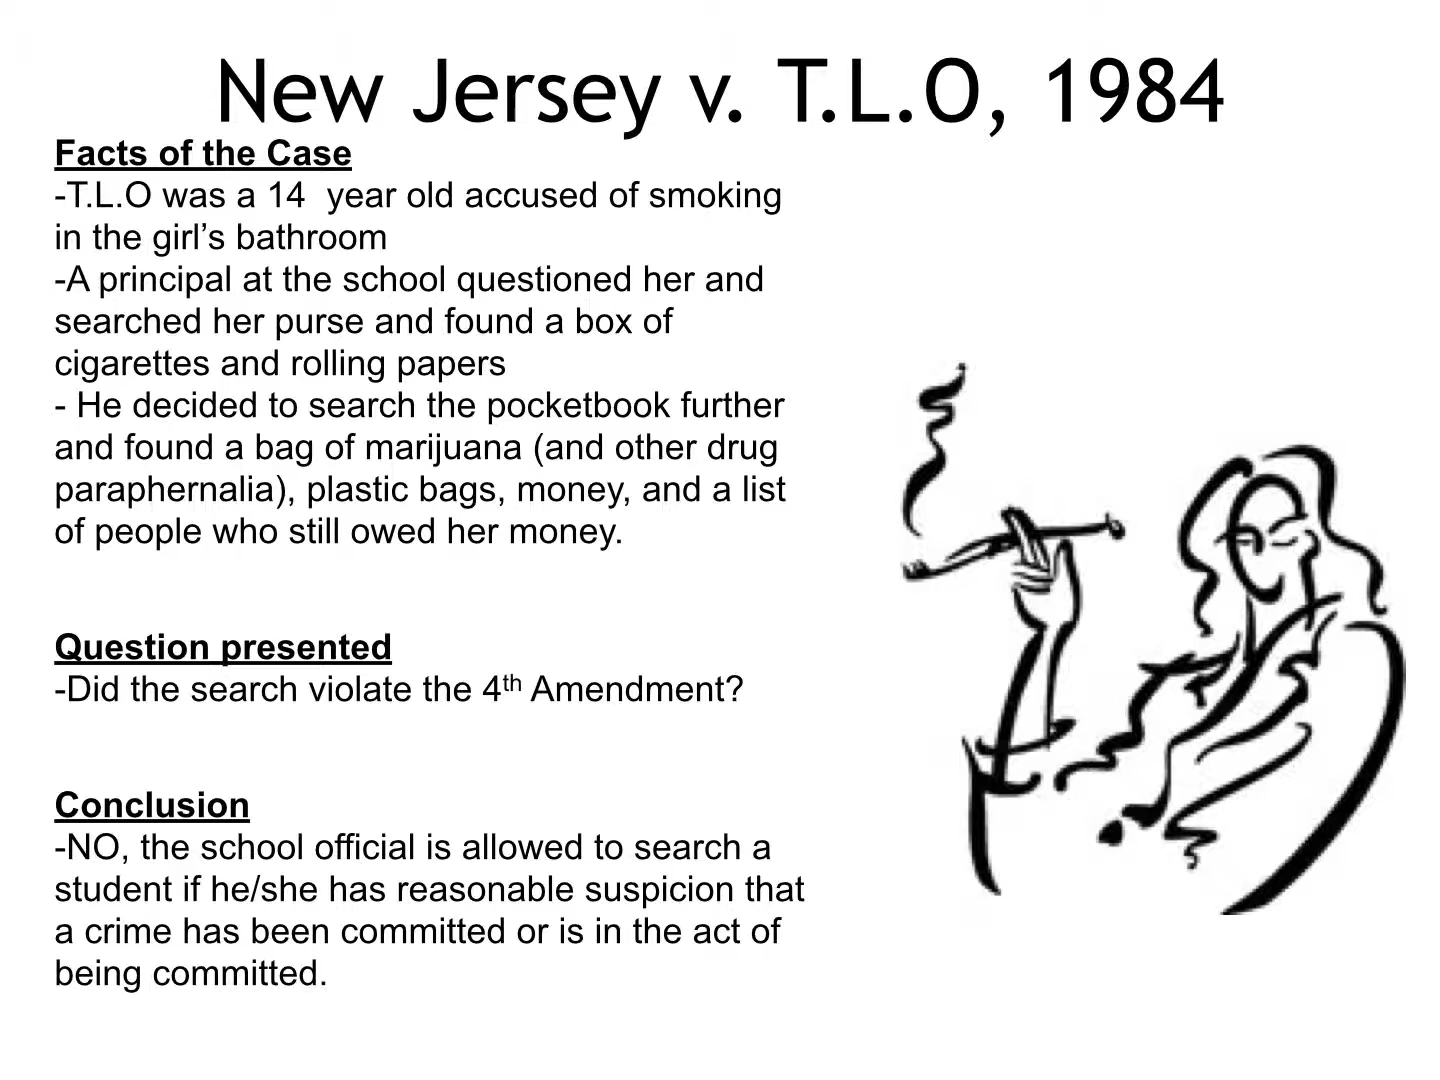 New Jersey v. T.L.O, 1984
Facts of the Case
-T.L.O was a 14  year old accused of smoking
in the girl’s bathroom
-A principal at the school questioned her and
searched her purse and found a box of
cigarettes and rolling papers
- He decided to search the pocketbook further
and found a bag of marijuana (and other drug
paraphernalia), plastic bags, money, and a list
of people who still owed her money.
Question presented
-Did the search violate the 4th Amendment?
Conclusion
-NO, the school official is allowed to search a
student if he/she has reasonable suspicion that
a crime has been committed or is in the act of
being committed.